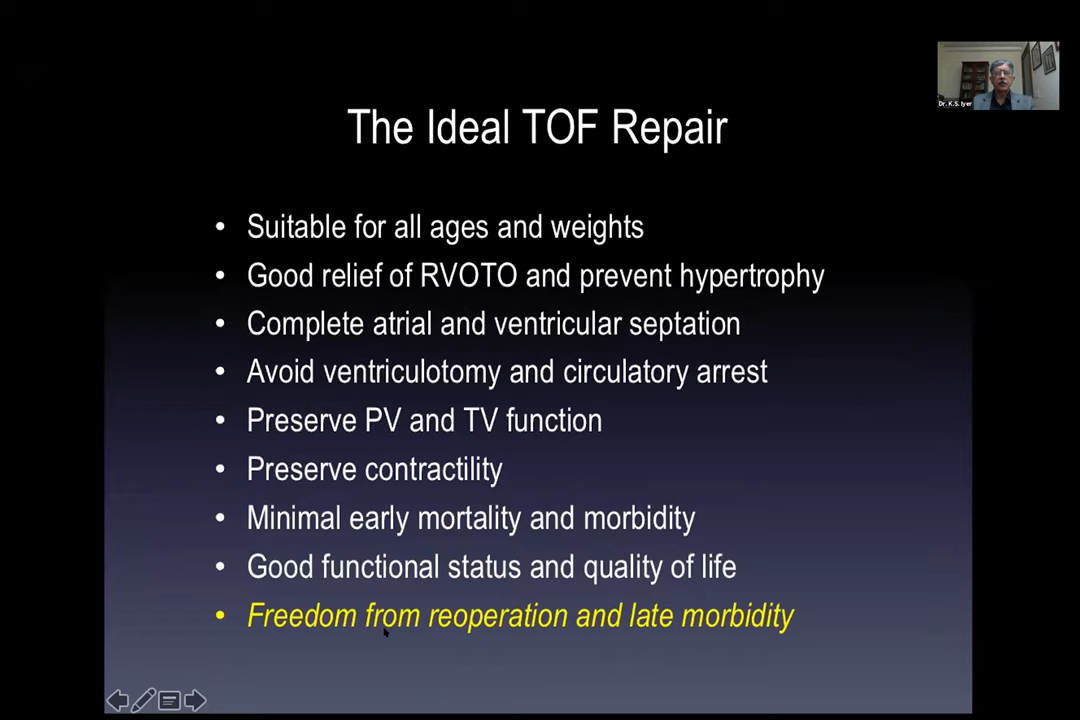 Dr. K.S. Iyer
The Ideal TOF Repair
• Suitable for all ages and weights
• Good relief of RVOTO and prevent hypertrophy
• Complete atrial and ventricular septation
• Avoid ventriculotomy and circulatory arrest
• Preserve PV and TV function
• Preserve contractility
• Minimal early mortality and morbidity
• Good functional status and quality of life
• Freedom from reoperation and late morbidity